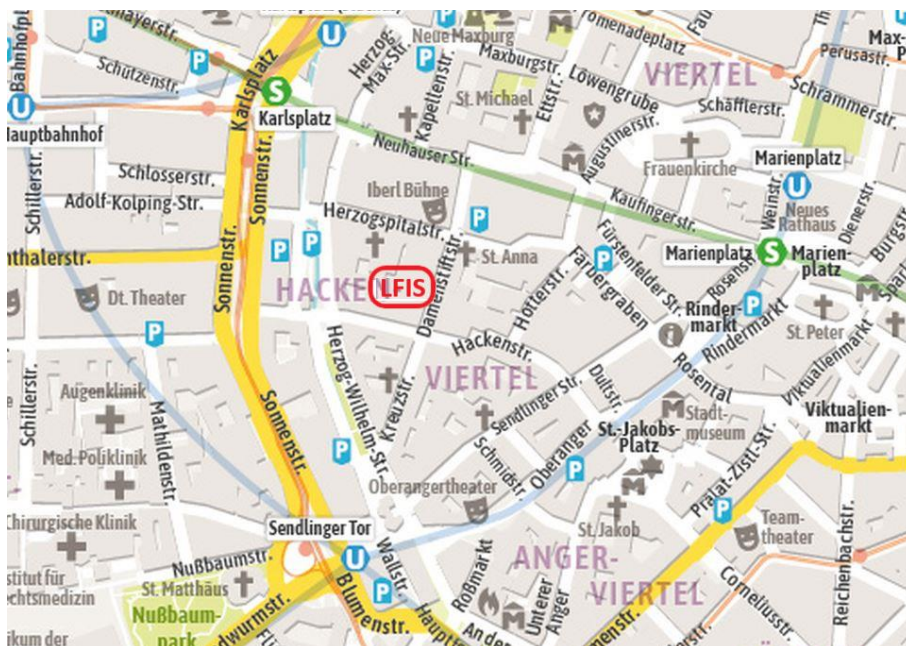 Bahnhofpl.
Schützenstr.
Karlsplatz
Herzog-
Max-Str.
Neue Maxburg
Maxburgstr.
Kapellenstr.
St. Michael
Ettstr.
Löwengrube
Promenadeplatz
VIERTEL
Perusastr.
Schrammerstr.
Schäfflerstr.
Augustinerstr.
Frauenkirche
S
Karlsplatz
U
Hauptbahnhof
Neuhauser Str.
Marienplatz
U
Schillerstr.
Schlosserstr.
Adolf-Kolping-Str.
Sonnenstr.
Iberl Bühne
Herzogspitalstr.
Damenstiftstr.
St. Anna
Kaufingerstr.
Weinstr.
Neues
Rathaus
Dienerstr.
Burgstr.
Marienplatz
S
Marien-
platz
Sonnenstr.
Dt. Theater
HACKEN
LFIS
Hotterstr.
Färbergraben
Fürstenfelder Str.
Rosenstr.
Rinder-
markt
Rindermarkt
St. Peter
Hackenstr.
VIERTEL
Herzog-Wilhelm-Str.
Kreuzstr.
Sendlinger Str.
Dultstr.
Rosental
Viktualienmarkt
Viktualien-
markt
Schillerstr.
Augenklinik
Mathildenstr.
Med. Poliklinik
Sonnenstr.
Schmidstr.
Oberanger
St.-Jakobs-
Platz
Stadt-
museum
Prälat-Zistl-Str.
Oberangertheater
Chirurgische Klinik
Sendlinger Tor
U
St. Jakob
Team-
theater
Reichenbachstr.
Nußbaumstr.
St. Matthäus
Nußbaum-
park
Wallstr.
Blumenstr.
Roßmarkt
Unterer
Anger
ANGER-
VIERTEL
Corneliusstr.